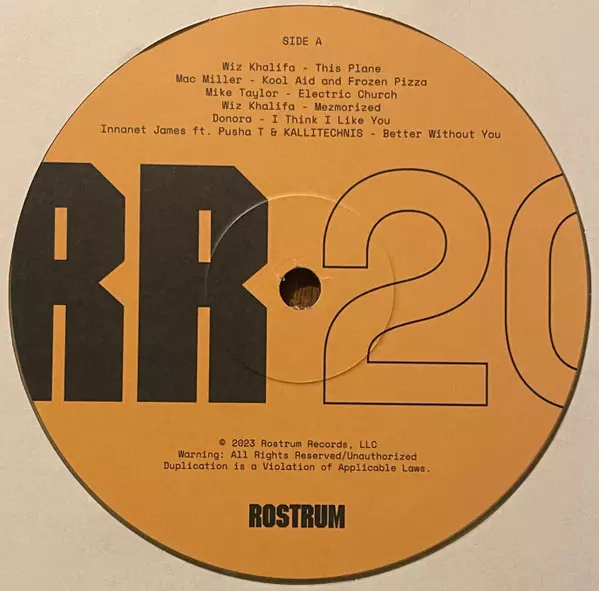 SIDE A
Wiz Khalifa - This Plane
Mac Miller - Kool Aid and Frozen Pizza
Mike Taylor - Electric Church
Wiz Khalifa - Mezmorized
Donora - I Think I Like You
Innanet James ft. Pusha T & KALLITECHNIS - Better Without You
RR 20
© 2023 Rostrum Records, LLC
Warning: All Rights Reserved/Unauthorized
Duplication is a Violation of Applicable Laws.
ROSTRUM